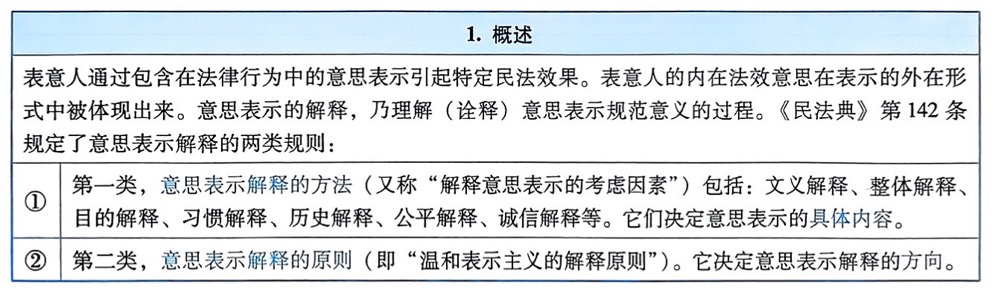 1. 概述
表意人通过包含在法律行为中的意思表示引起特定民法效果。表意人的内在法效意思在表示的外在形
式中被体现出来。意思表示的解释，乃理解（诠释）意思表示规范意义的过程。《民法典》第 142 条
规定了意思表示解释的两类规则：
① 第一类，意思表示解释的方法（又称“解释意思表示的考虑因素”）包括：文义解释、整体解释、
目的解释、习惯解释、历史解释、公平解释、诚信解释等。它们决定意思表示的具体内容。
② 第二类，意思表示解释的原则（即“温和表示主义的解释原则”）。它决定意思表示解释的方向。